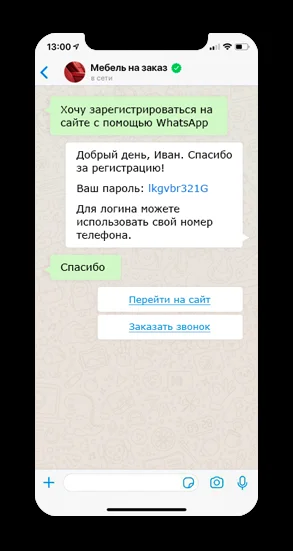 13:00
Мебель на заказ
в сети
Хочу зарегистрироваться на
сайте с помощью WhatsApp
Добрый день, Иван. Спасибо
за регистрацию!
Ваш пароль: lkgvbr321G
Для логина можете
использовать свой номер
телефона.
Спасибо
Перейти на сайт
Заказать звонок